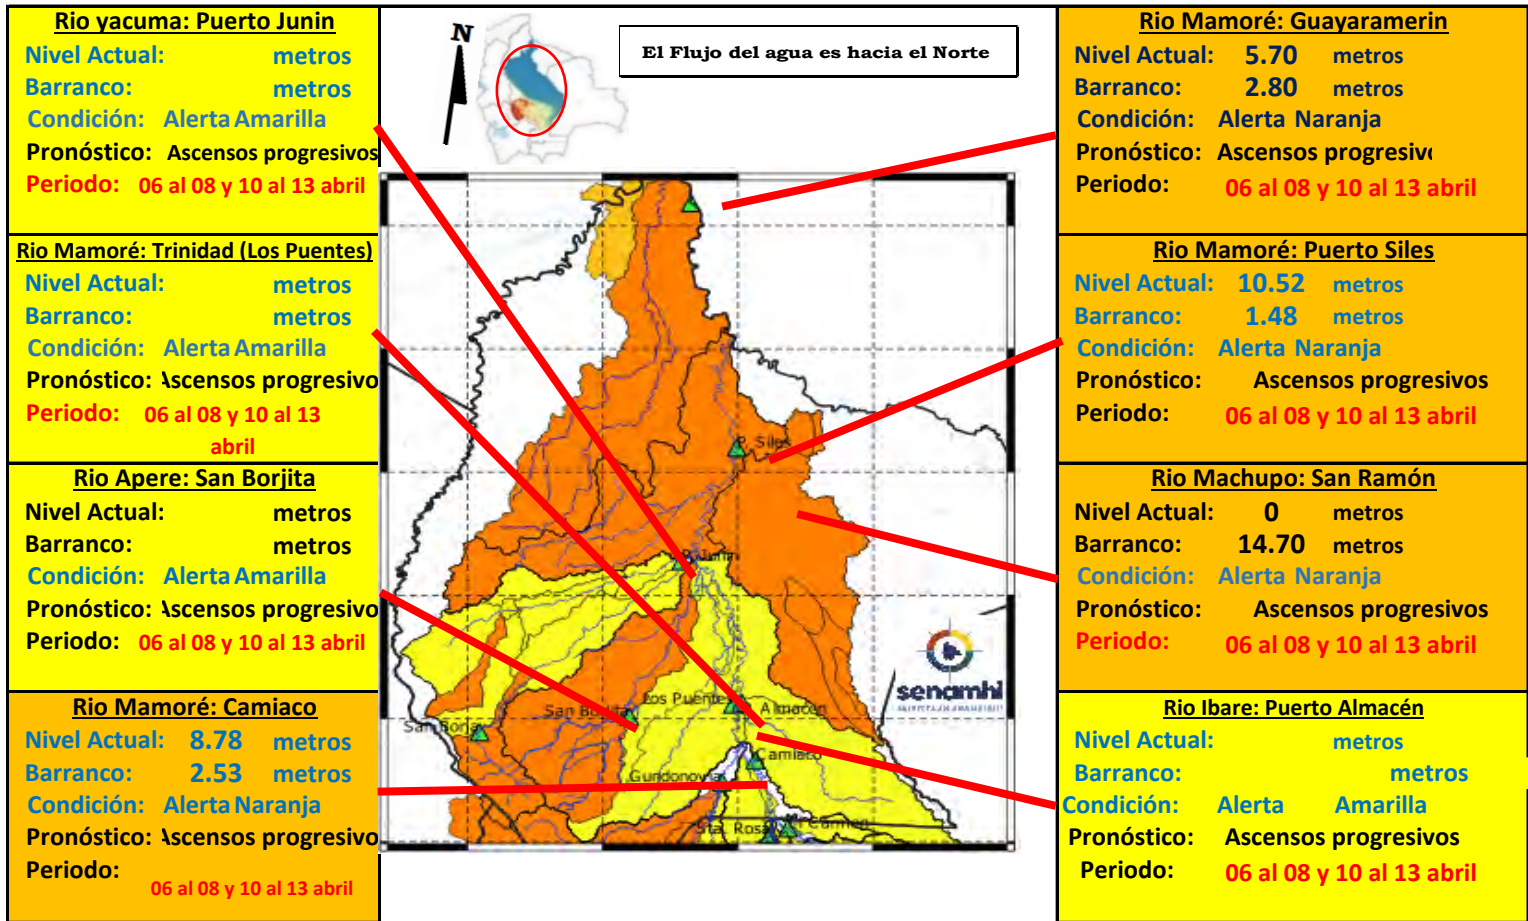 Rio yacuma: Puerto Junin
Nivel Actual: metros
Barranco: metros
Condición: Alerta Amarilla
Pronóstico: Ascensos progresivos
Periodo: 06 al 08 y 10 al 13 abril
Rio Mamoré: Trinidad (Los Puentes)
Nivel Actual: metros
Barranco: metros
Condición: Alerta Amarilla
Pronóstico: Ascensos progresivo
Periodo: 06 al 08 y 10 al 13
abril
Rio Apere: San Borjita
Nivel Actual: metros
Barranco: metros
Condición: Alerta Amarilla
Pronóstico: Ascensos progresivo
Periodo: 06 al 08 y 10 al 13 abril
Rio Mamoré: Camiaco
Nivel Actual: 8.78 metros
Barranco: 2.53 metros
Condición: Alerta Naranja
Pronóstico: Ascensos progresivo
Periodo:
06 al 08 y 10 al 13 abril
N
El Flujo del agua es hacia el Norte
P. Siles
P. Junin
Los Puentes
P. Almacén
San Borjita
San Borja
Camiaco
Gundonovia
Sta. Rosa
El Carmen
senamhi
Rio Mamoré: Guayaramerin
Nivel Actual: 5.70 metros
Barranco: 2.80 metros
Condición: Alerta Naranja
Pronóstico: Ascensos progresiv
Periodo: 06 al 08 y 10 al 13 abril
Rio Mamoré: Puerto Siles
Nivel Actual: 10.52 metros
Barranco: 1.48 metros
Condición: Alerta Naranja
Pronóstico: Ascensos progresivos
Periodo: 06 al 08 y 10 al 13 abril
Rio Machupo: San Ramón
Nivel Actual: 0 metros
Barranco: 14.70 metros
Condición: Alerta Naranja
Pronóstico: Ascensos progresivos
Periodo: 06 al 08 y 10 al 13 abril
Rio Ibare: Puerto Almacén
Nivel Actual: metros
Barranco: metros
Condición: Alerta Amarilla
Pronóstico: Ascensos progresivos
Periodo: 06 al 08 y 10 al 13 abril